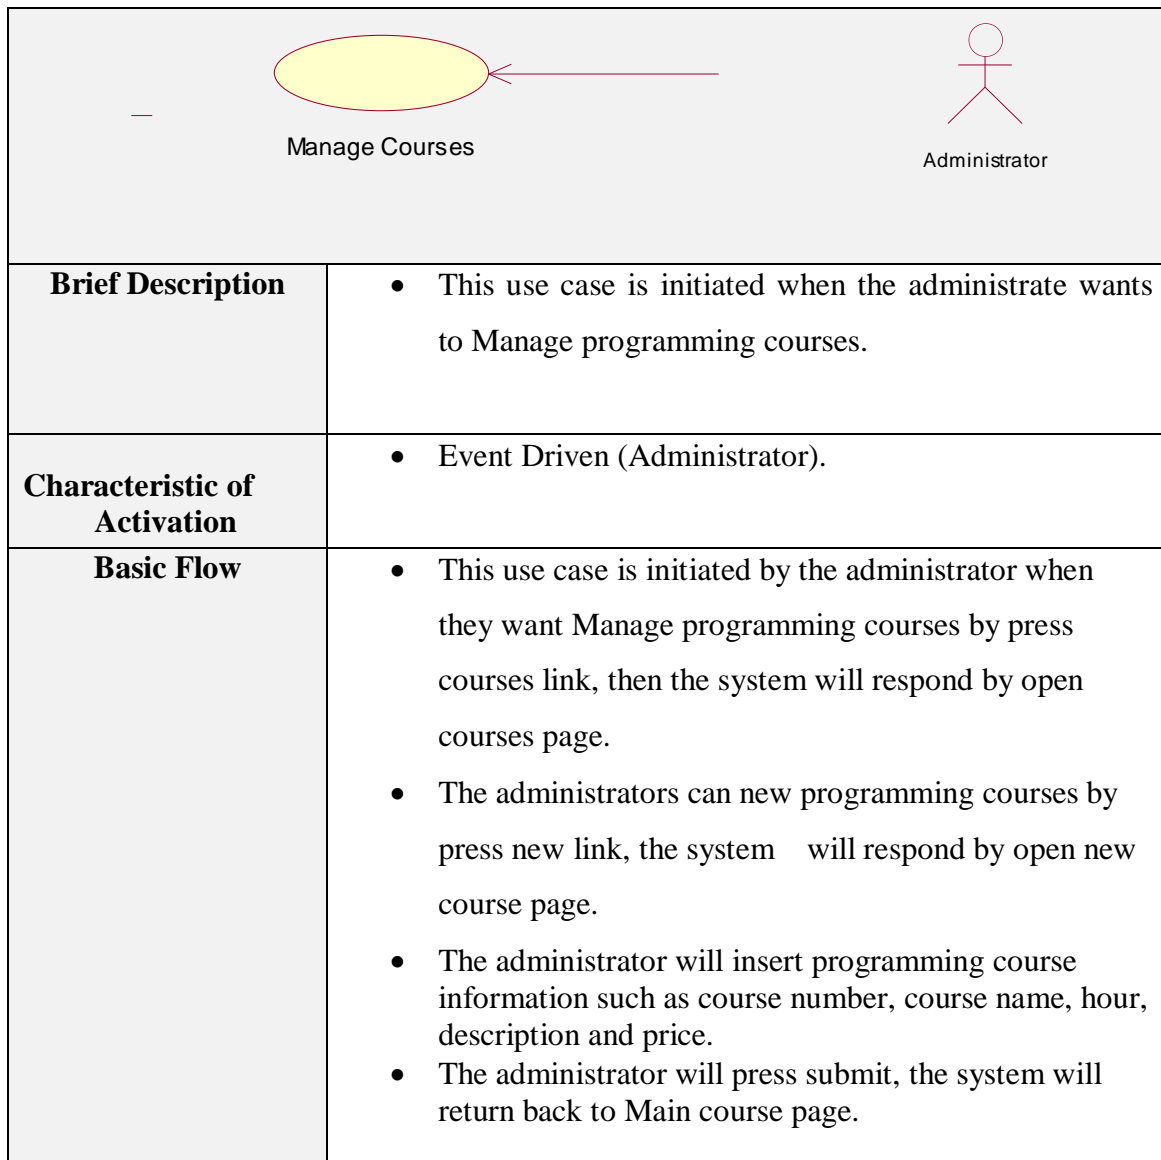 Manage Courses
Administrator
Brief Description
• This use case is initiated when the administrate wants
to Manage programming courses.
Characteristic of
Activation
• Event Driven (Administrator).
Basic Flow
• This use case is initiated by the administrator when
they want Manage programming courses by press
courses link, then the system will respond by open
courses page.
• The administrators can new programming courses by
press new link, the system will respond by open new
course page.
• The administrator will insert programming course
information such as course number, course name, hour,
description and price.
• The administrator will press submit, the system will
return back to Main course page.